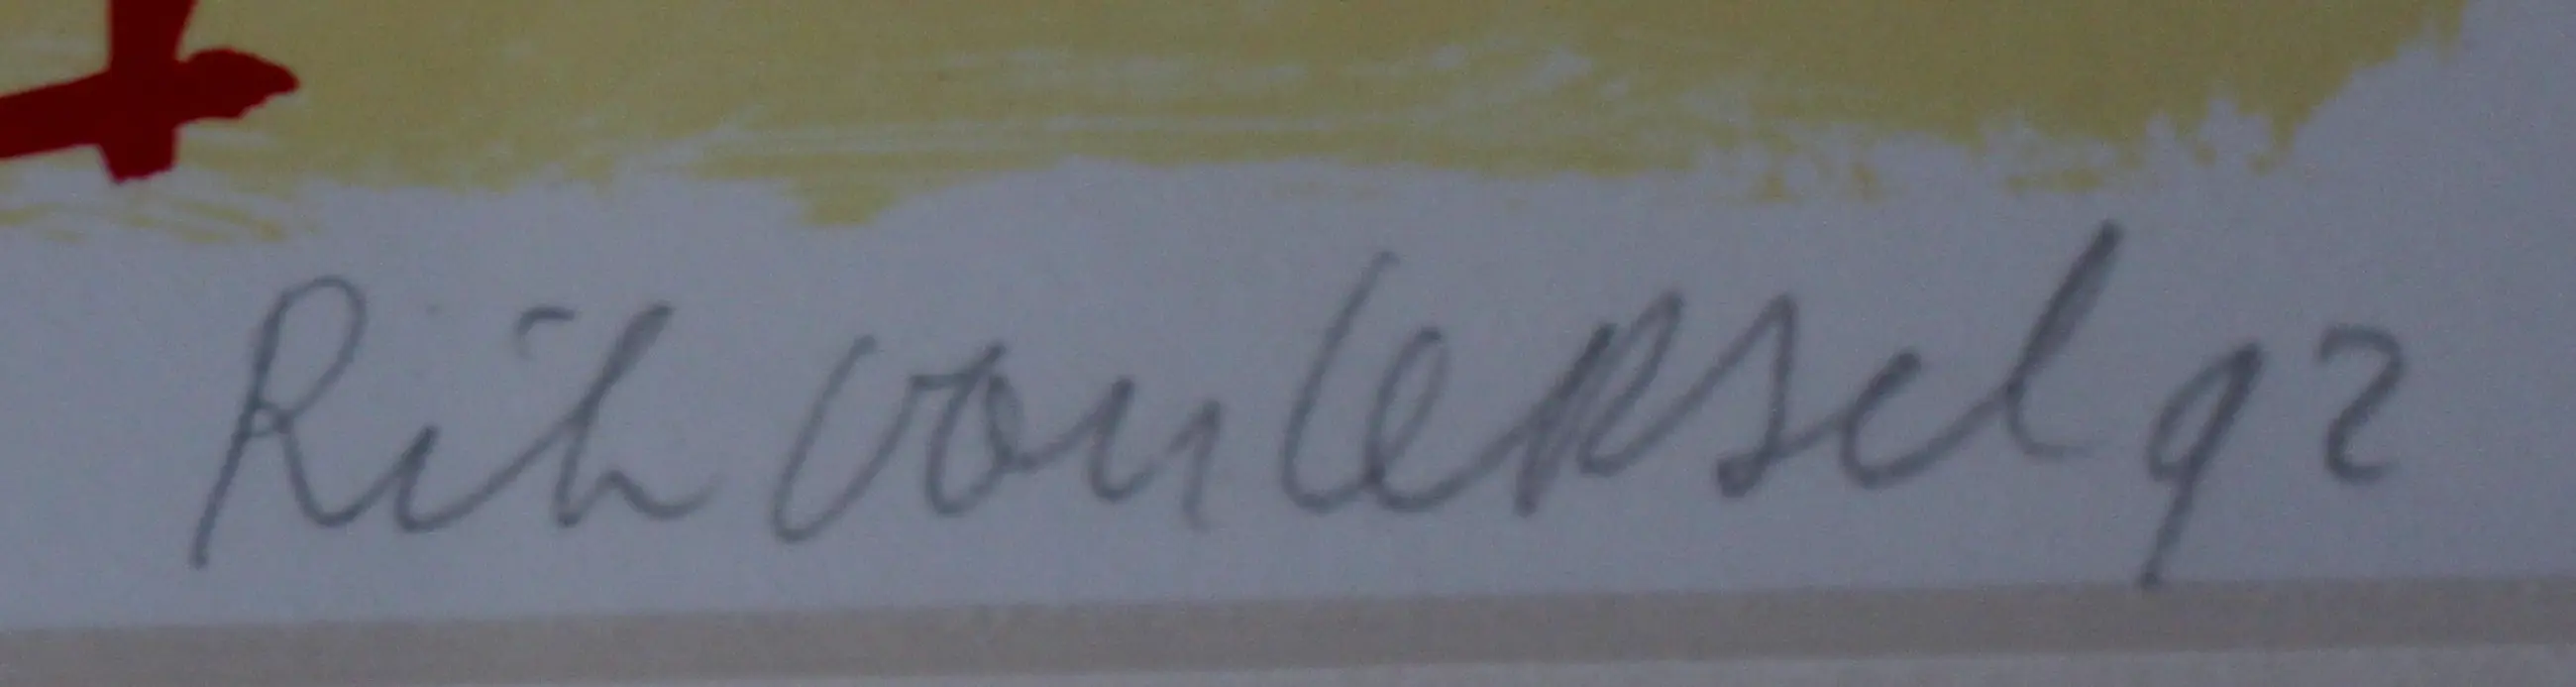 Rik van Iersel 92